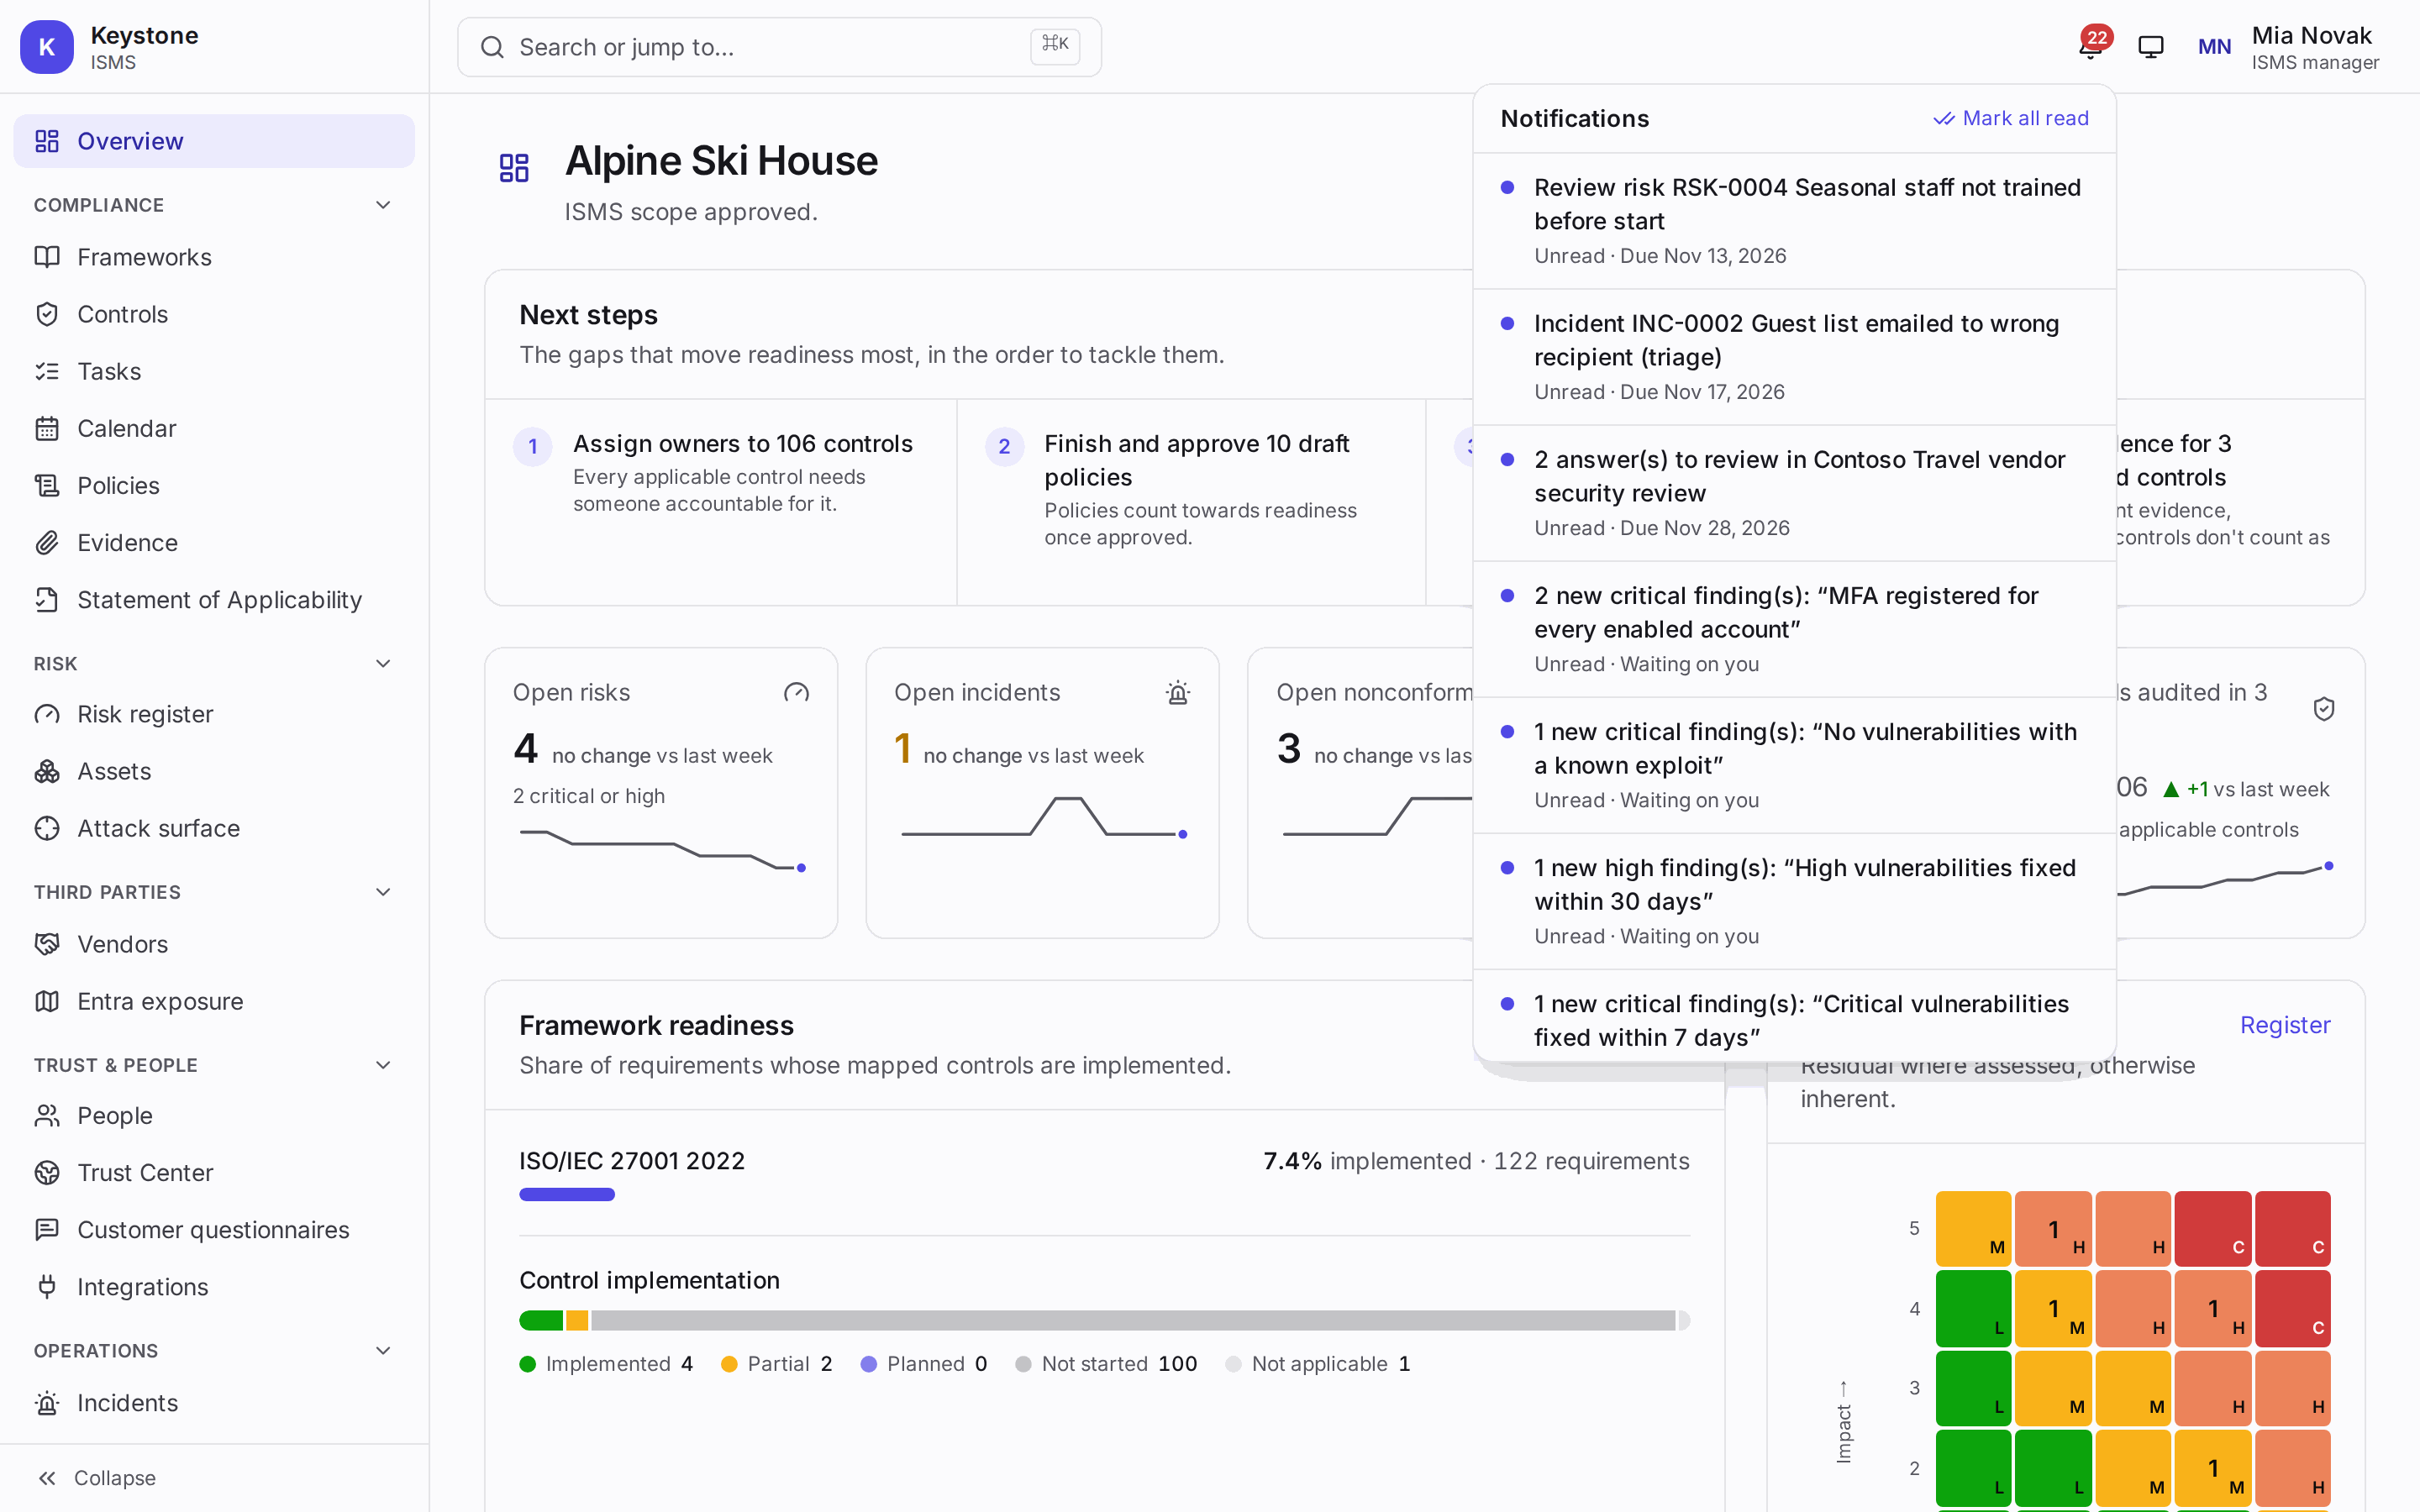 K
Keystone
ISMS
Search or jump to...
⌘K
22
MN
Mia Novak
ISMS manager
Overview
COMPLIANCE
Frameworks
Controls
Tasks
Calendar
Policies
Evidence
Statement of Applicability
RISK
Risk register
Assets
Attack surface
THIRD PARTIES
Vendors
Entra exposure
TRUST & PEOPLE
People
Trust Center
Customer questionnaires
Integrations
OPERATIONS
Incidents
Collapse
Alpine Ski House
ISMS scope approved.
Next steps
The gaps that move readiness most, in the order to tackle them.
1
Assign owners to 106 controls
Every applicable control needs
someone accountable for it.
2
Finish and approve 10 draft
policies
Policies count towards readiness
once approved.
for 3
controls
evidence,
controls don't count as
Notifications
Mark all read
Review risk RSK-0004 Seasonal staff not trained
before start
Unread · Due Nov 13, 2026
Incident INC-0002 Guest list emailed to wrong
recipient (triage)
Unread · Due Nov 17, 2026
2 answer(s) to review in Contoso Travel vendor
security review
Unread · Due Nov 28, 2026
2 new critical finding(s): “MFA registered for
every enabled account”
Unread · Waiting on you
1 new critical finding(s): “No vulnerabilities with
a known exploit”
Unread · Waiting on you
1 new high finding(s): “High vulnerabilities fixed
within 30 days”
Unread · Waiting on you
1 new critical finding(s): “Critical vulnerabilities
fixed within 7 days”
Open risks
4 no change vs last week
2 critical or high
Open incidents
1 no change vs last week
Open
3 no change vs
audited in 3
▲ +1 vs last week
applicable controls
Framework readiness
Share of requirements whose mapped controls are implemented.
ISO/IEC 27001 2022
7.4% implemented · 122 requirements
Control implementation
Implemented 4
Partial 2
Planned 0
Not started 100
Not applicable 1
Register
Residual where assessed, otherwise
inherent.
Impact →
5
M
1 H
H
C
C
4
L
1 M
H
1 H
C
3
L
M
M
H
H
2
L
L
M
1 M
H